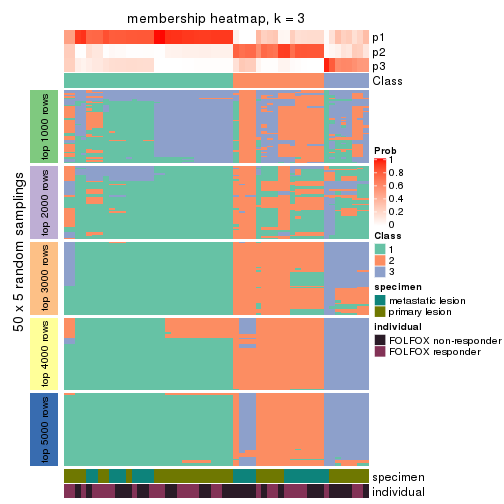 membership heatmap, k = 3
p1
p2
p3
Class
50 x 5 random samplings
top 1000 rows
top 2000 rows
top 3000 rows
top 4000 rows
top 5000 rows
specimen
individual
Prob
1
0.8
0.6
0.4
0.2
0
Class
1
2
3
specimen
metastatic lesion
primary lesion
individual
FOLFOX non-responder
FOLFOX responder